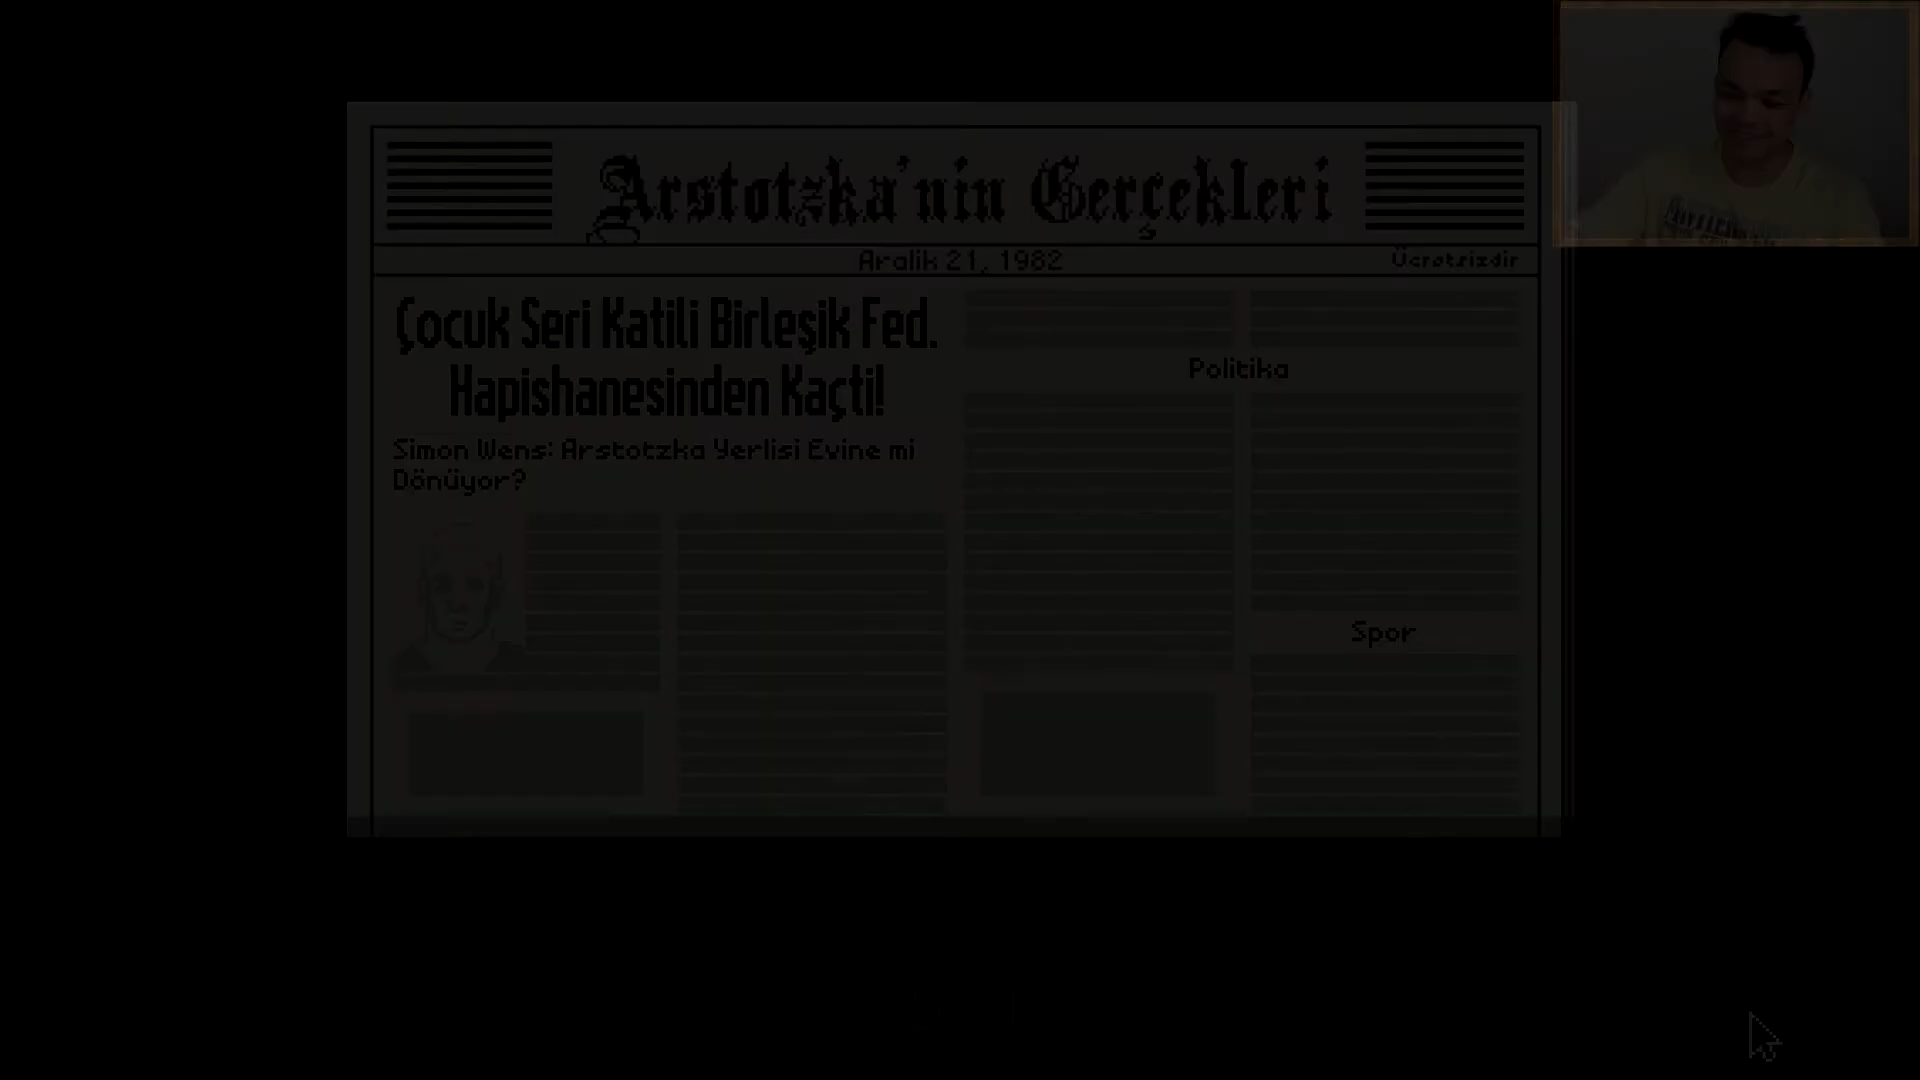 Arstotzka'nin Gerçekleri
Aralik 21, 1982
Ücretsizdir
Çocuk Seri Katili Birleşik Fed.
Hapishanesinden Kaçti!
Simon Wens: Arstotzka Yerlisi Evine mi
Dönüyor?
Politika
Spor